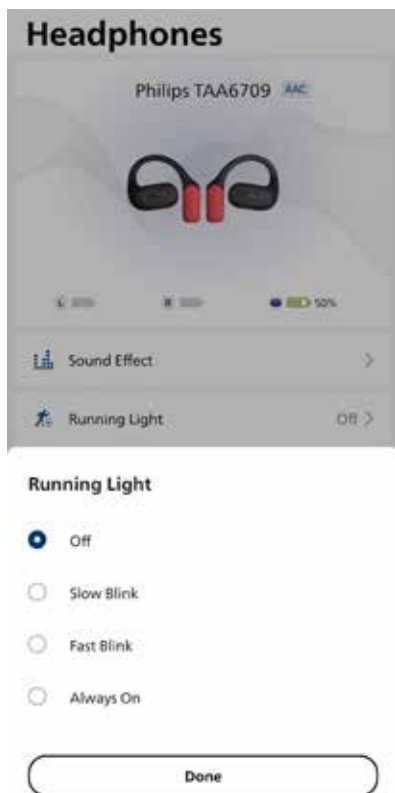 Headphones
Philips TAA6709 AAC
L R 50%
Sound Effect
Running Light Off
Running Light
Off
Slow Blink
Fast Blink
Always On
Done